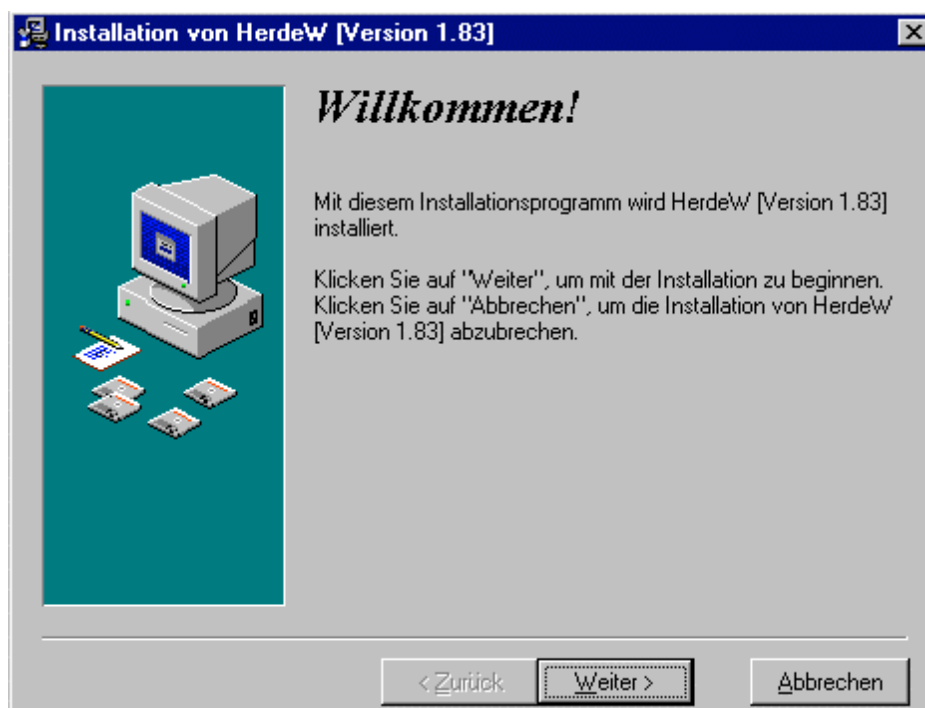 Installation von HerdeW [Version 1.83]
Willkommen!
Mit diesem Installationsprogramm wird HerdeW [Version 1.83]
installiert.
Klicken Sie auf "Weiter", um mit der Installation zu beginnen.
Klicken Sie auf "Abbrechen", um die Installation von HerdeW
[Version 1.83] abzubrechen.
< Zurück
Weiter >
Abbrechen